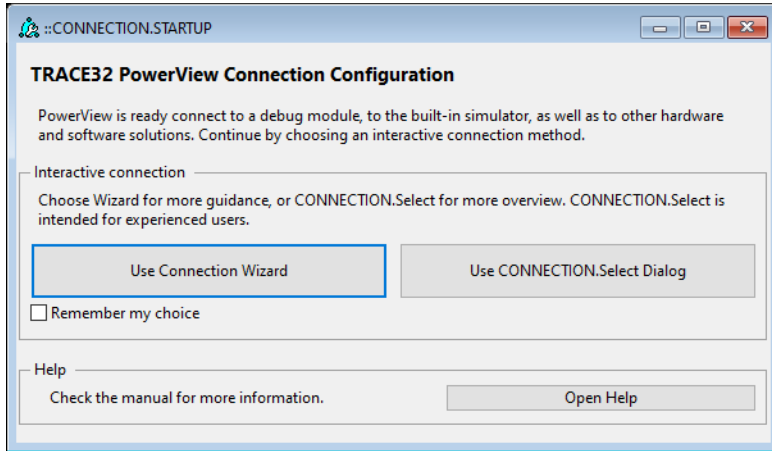 ::CONNECTION.STARTUP
TRACE32 PowerView Connection Configuration
PowerView is ready connect to a debug module, to the built-in simulator, as well as to other hardware
and software solutions. Continue by choosing an interactive connection method.
Interactive connection
Choose Wizard for more guidance, or CONNECTION.Select for more overview. CONNECTION.Select is
intended for experienced users.
Use Connection Wizard
Use CONNECTION.Select Dialog
Remember my choice
Help
Check the manual for more information.
Open Help